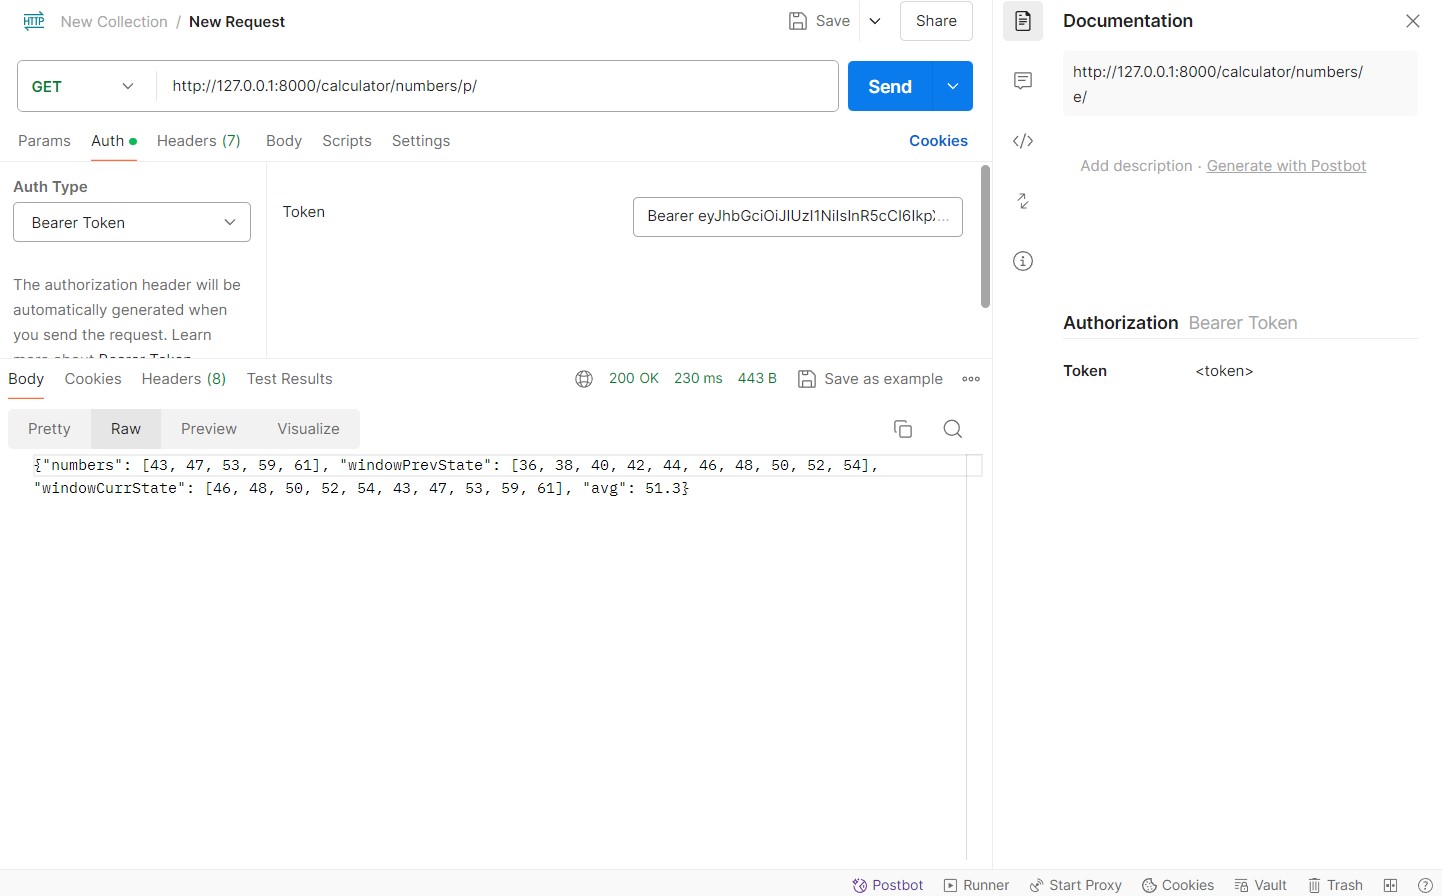 HTTP New Collection / New Request
Save
Share
GET
http://127.0.0.1:8000/calculator/numbers/p/
Send
Params
Auth
Headers (7)
Body
Scripts
Settings
Cookies
Auth Type
Bearer Token
The authorization header will be
automatically generated when
you send the request. Learn
more about Bearer Token
Token
Bearer eyJhbGciOiJIUzI1NiIsInR5cCI6IkpX...
Body
Cookies
Headers (8)
Test Results
200 OK
230 ms
443 B
Save as example
Pretty
Raw
Preview
Visualize
{"numbers": [43, 47, 53, 59, 61], "windowPrevState": [36, 38, 40, 42, 44, 46, 48, 50, 52, 54],
"windowCurrState": [46, 48, 50, 52, 54, 43, 47, 53, 59, 61], "avg": 51.3}
Documentation
http://127.0.0.1:8000/calculator/numbers/
e/
Add description · Generate with Postbot
Authorization Bearer Token
Token <token>
Postbot
Runner
Start Proxy
Cookies
Vault
Trash